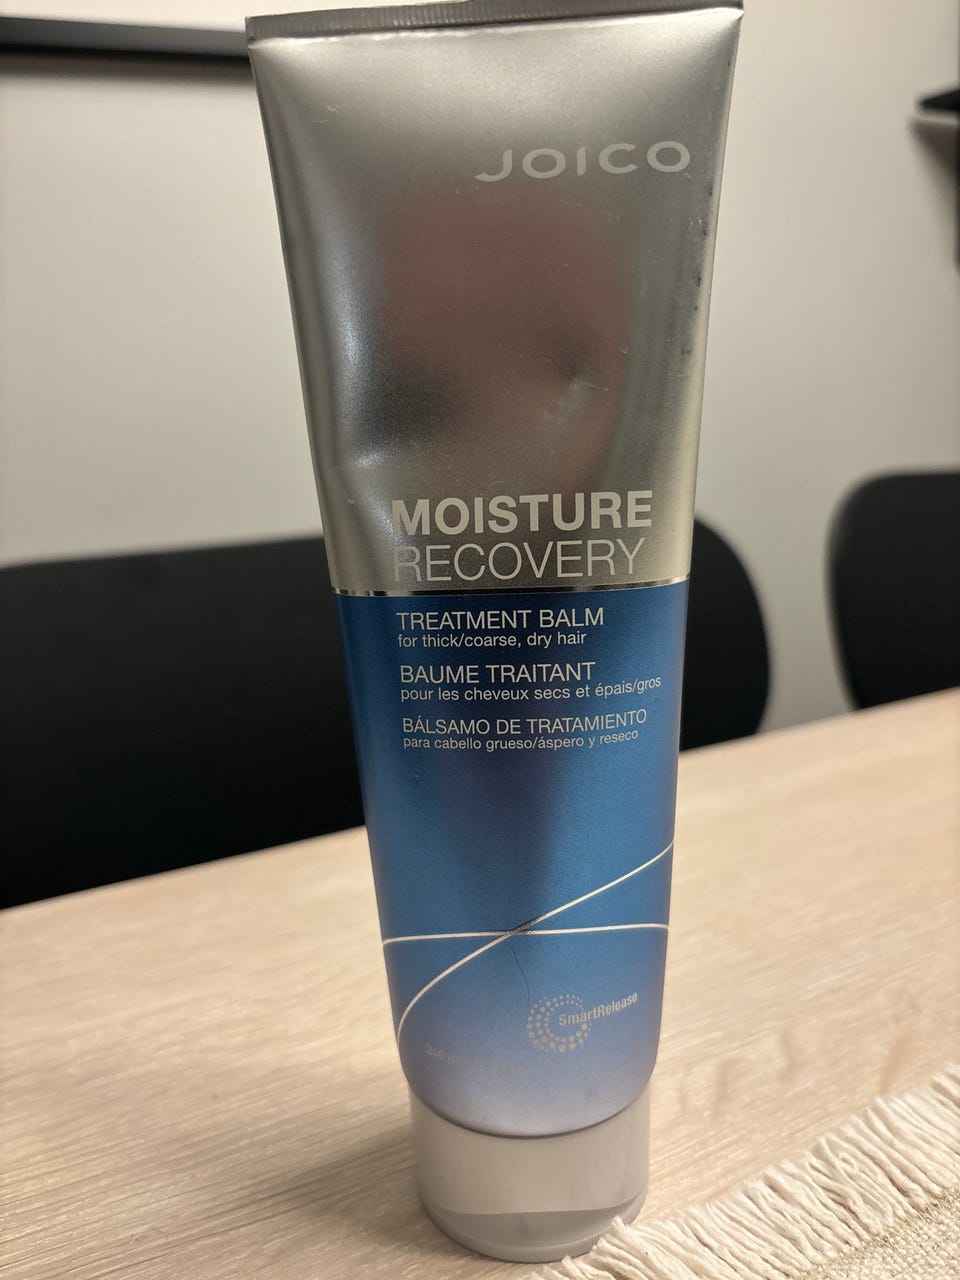 JOICO
MOISTURE
RECOVERY
TREATMENT BALM
for thick/coarse, dry hair
BAUME TRAITANT
pour les cheveux secs et épais/gros
BÁLSAMO DE TRATAMIENTO
para cabello grueso/áspero y reseco
SmartRelease
250